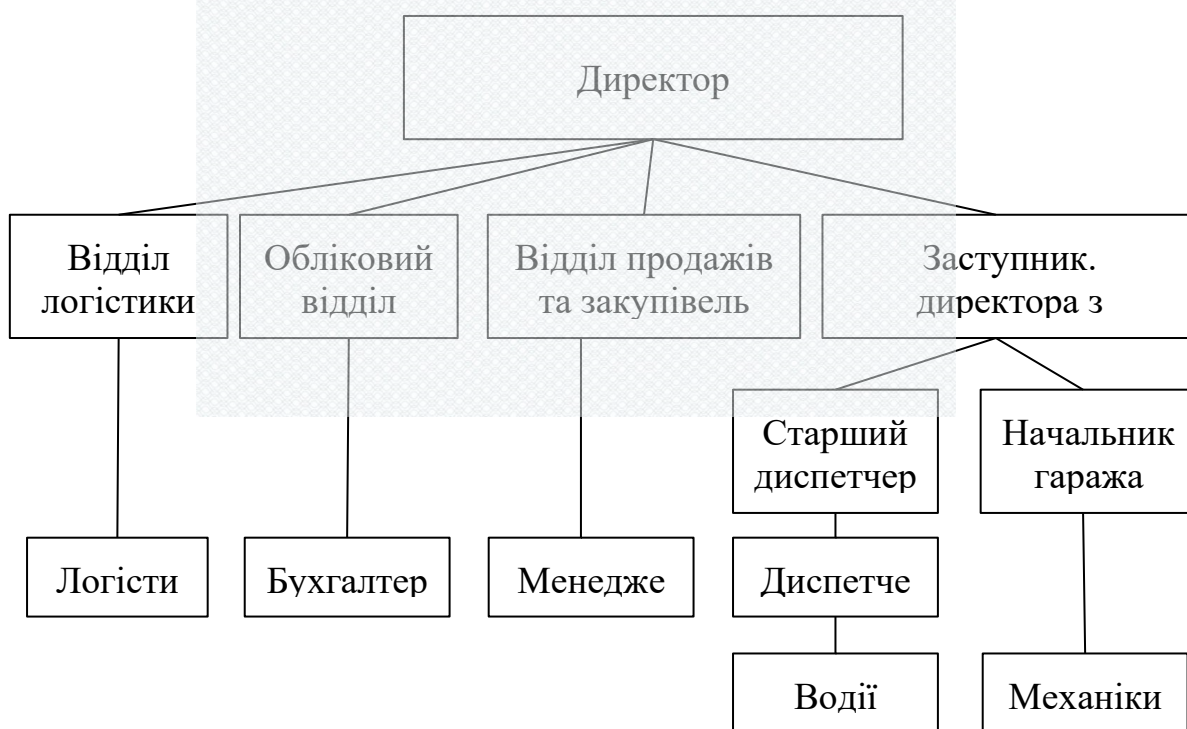 Директор
Відділ
логістики
Обліковий
відділ
Відділ продажів
та закупівель
Заступник.
директора з
Старший
диспетчер
Начальник
гаража
Логісти
Бухгалтер
Менедже
Диспетче
Водії
Механіки